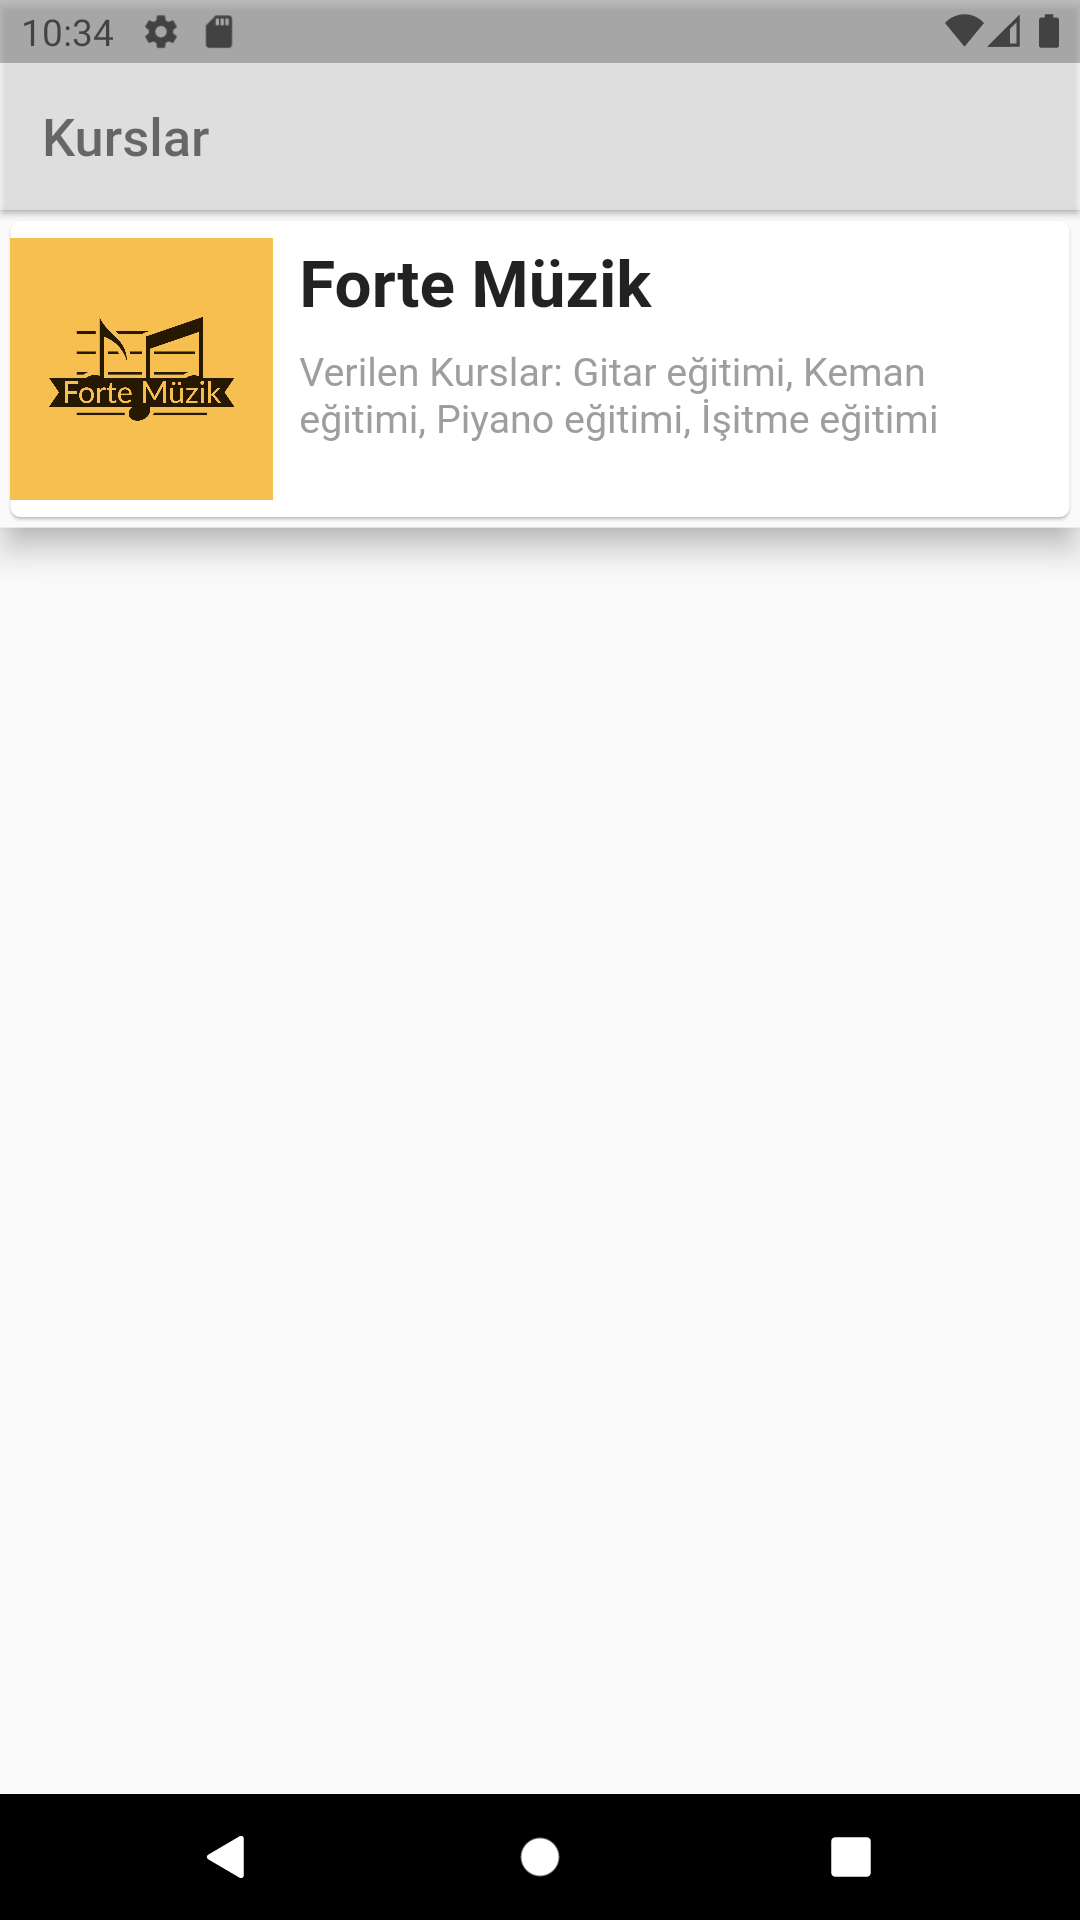 10:34
Kurslar
Forte Müzik
Forte Müzik
Verilen Kurslar: Gitar eğitimi, Keman
eğitimi, Piyano eğitimi, İşitme eğitimi